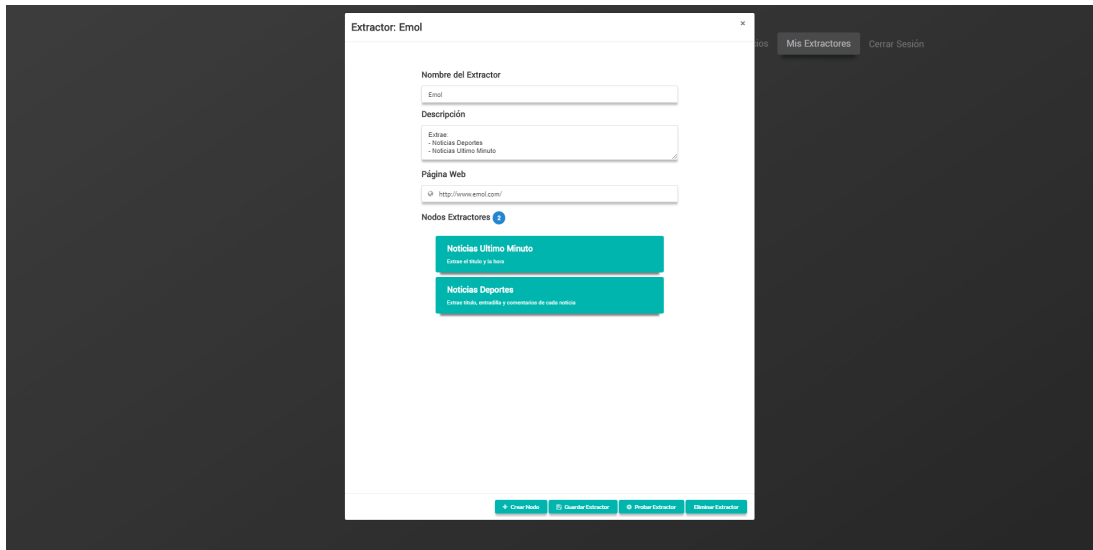 Extractor: Emol
×
ios
Mis Extractores
Cerrar Sesión
Nombre del Extractor
Emol
Descripción
Extrae:
- Noticias Deportes
- Noticias Ultimo Minuto
Página Web
http://www.emol.com/
Nodos Extractores 2
Noticias Ultimo Minuto
Extrae el titulo y la hora
Noticias Deportes
Extrae titulo, entradilla y comentarios de cada noticia
+ Crear Nodo
Guardar Extractor
Probar Extractor
Eliminar Extractor